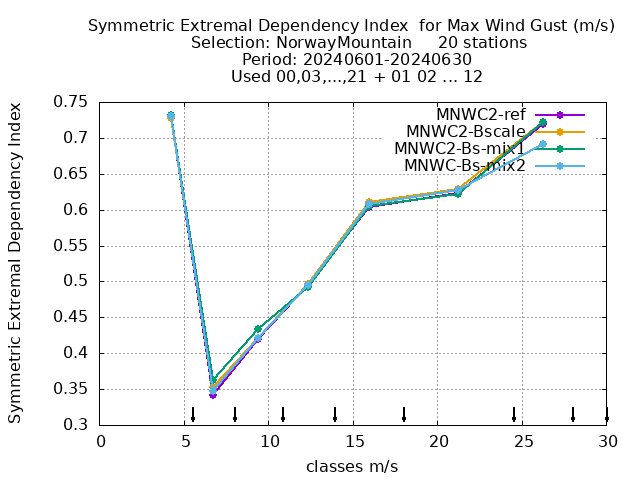 Symmetric Extremal Dependency Index  for Max Wind Gust (m/s)
Selection: NorwayMountain     20 stations
Period: 20240601-20240630
Used 00,03,...,21 + 01 02 ... 12
Symmetric Extremal Dependency Index
0.75
0.7
0.65
0.6
0.55
0.5
0.45
0.4
0.35
0.3
MNWC2-ref
MNWC2-Bscale
MNWC2-Bs-mix1
MNWC-Bs-mix2
0 5 10 15 20 25 30
classes m/s